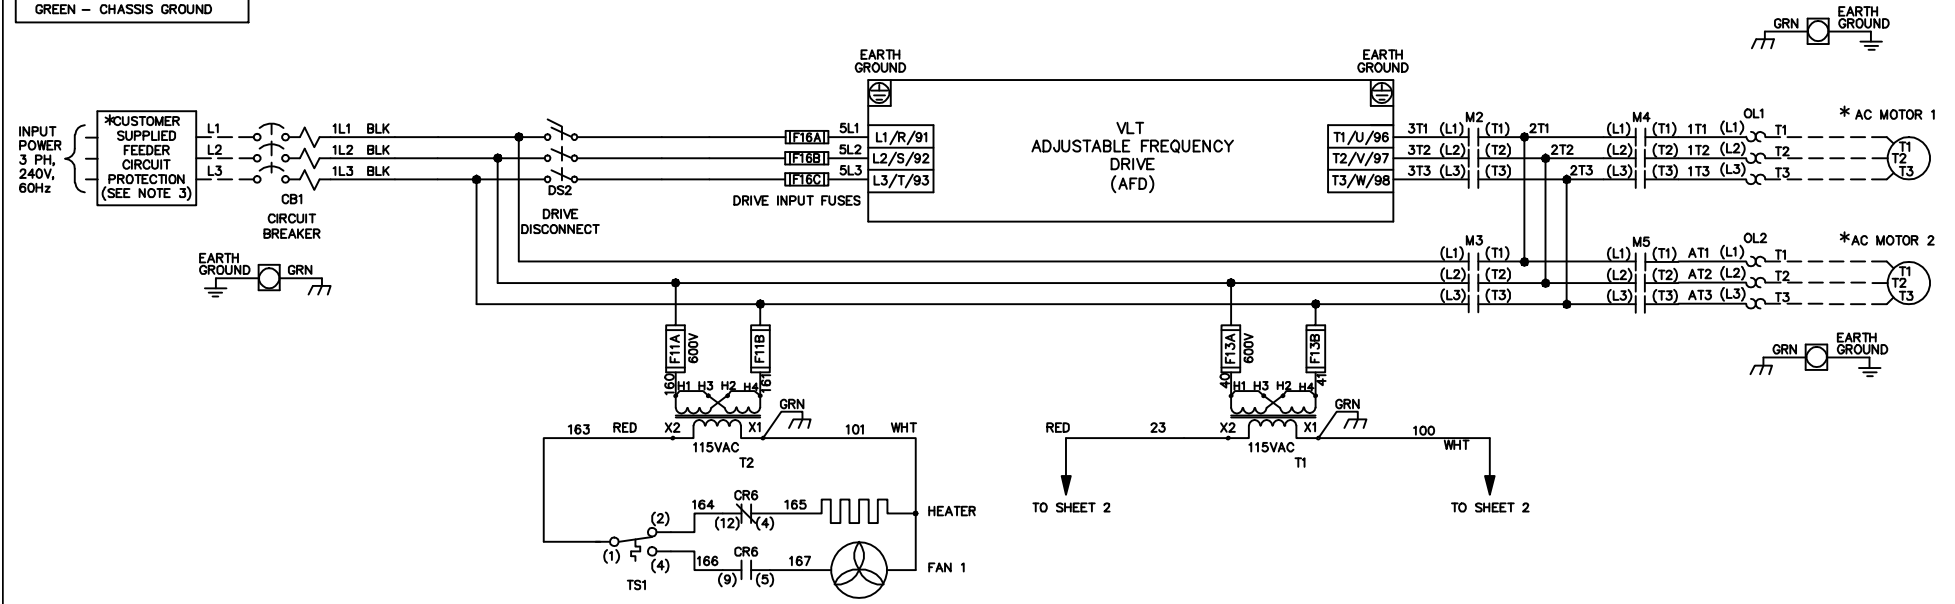 GREEN – CHASSIS GROUND
EARTH
GROUND
GRN
EARTH
GROUND
EARTH
GROUND
INPUT
POWER
3 PH,
240V,
60Hz
*CUSTOMER
SUPPLIED
FEEDER
CIRCUIT
PROTECTION
(SEE NOTE 3)
L1
L2
L3
CB1
CIRCUIT
BREAKER
1L1 BLK
1L2 BLK
1L3 BLK
DS2
DRIVE
DISCONNECT
F16A
F16B
F16C
DRIVE INPUT FUSES
5L1
5L2
5L3
L1/R/91
L2/S/92
L3/T/93
VLT
ADJUSTABLE FREQUENCY
DRIVE
(AFD)
T1/U/96
T2/V/97
T3/W/98
3T1 (L1) M2 (T1) 2T1 (L1) M4 (T1) 1T1 (L1) OL1 T1
3T2 (L2) (T2) 2T2 (L2) (T2) 1T2 (L2) T2
3T3 (L3) (T3) 2T3 (L3) (T3) 1T3 (L3) T3
* AC MOTOR 1
T1
T2
T3
EARTH
GROUND
GRN
(L1) M3 (T1) (L1) M5 (T1) AT1 (L1) OL2 T1
(L2) (T2) (L2) (T2) AT2 (L2) T2
(L3) (T3) (L3) (T3) AT3 (L3) T3
*AC MOTOR 2
T1
T2
T3
F11A
600V
F11B
160
161
H1 H3 H2 H4
GRN
163 RED X2 X1 101 WHT
115VAC
T2
F13A
600V
F13B
40
41
H1 H3 H2 H4
GRN
RED 23 X2 X1 100
WHT
115VAC
T1
GRN
EARTH
GROUND
TO SHEET 2
TO SHEET 2
164 CR6 165
(2) (12) (4)
HEATER
(1)
(4)
TS1
166 CR6 167
(9) (5)
FAN 1